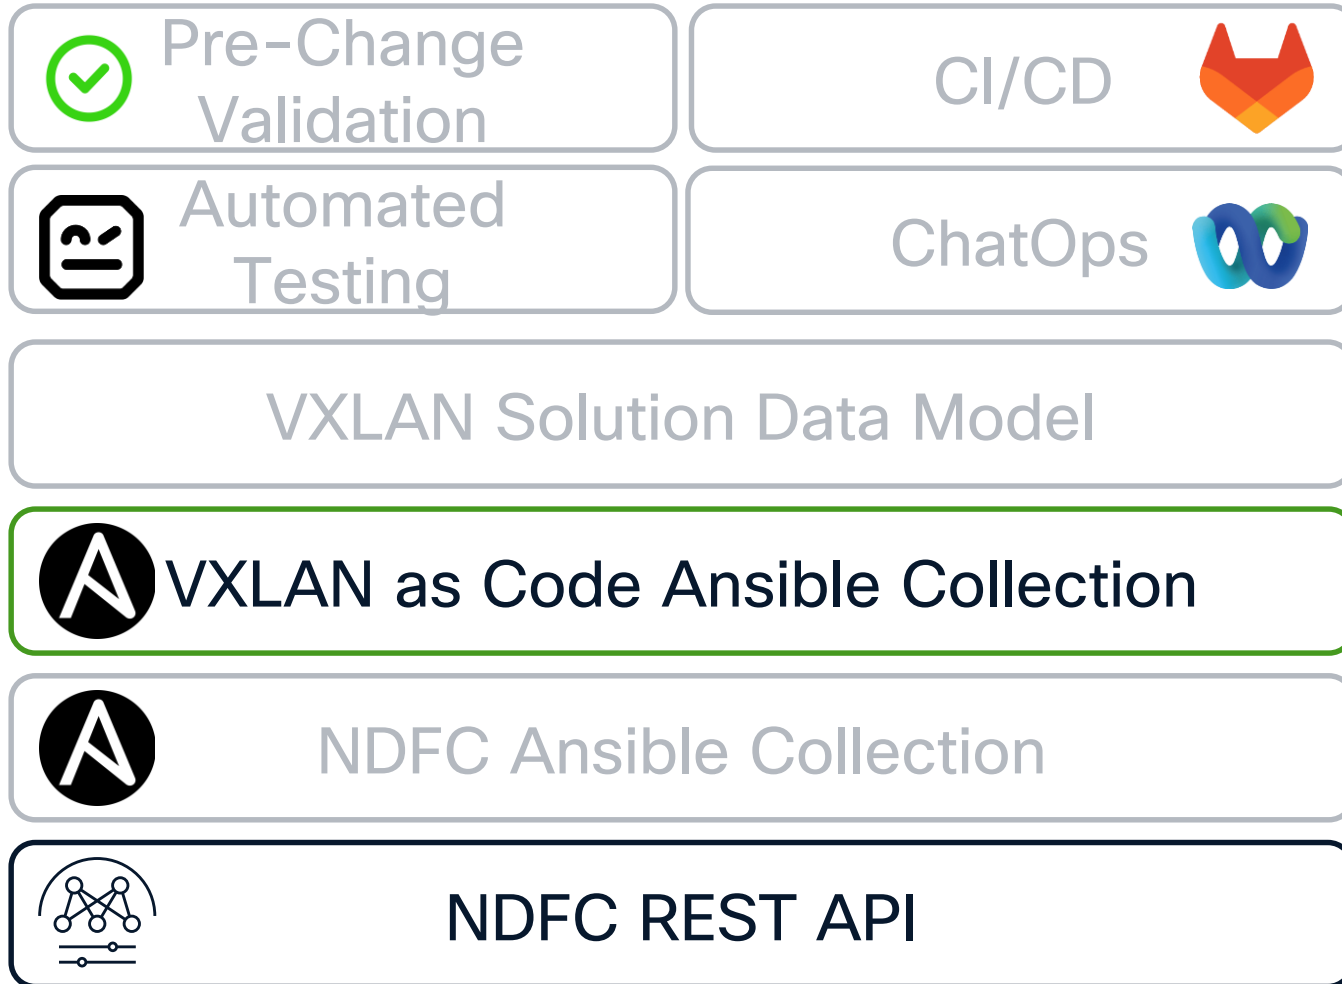 Pre-Change
Validation
CI/CD
Automated
Testing
ChatOps
VXLAN Solution Data Model
VXLAN as Code Ansible Collection
NDFC Ansible Collection
NDFC REST API